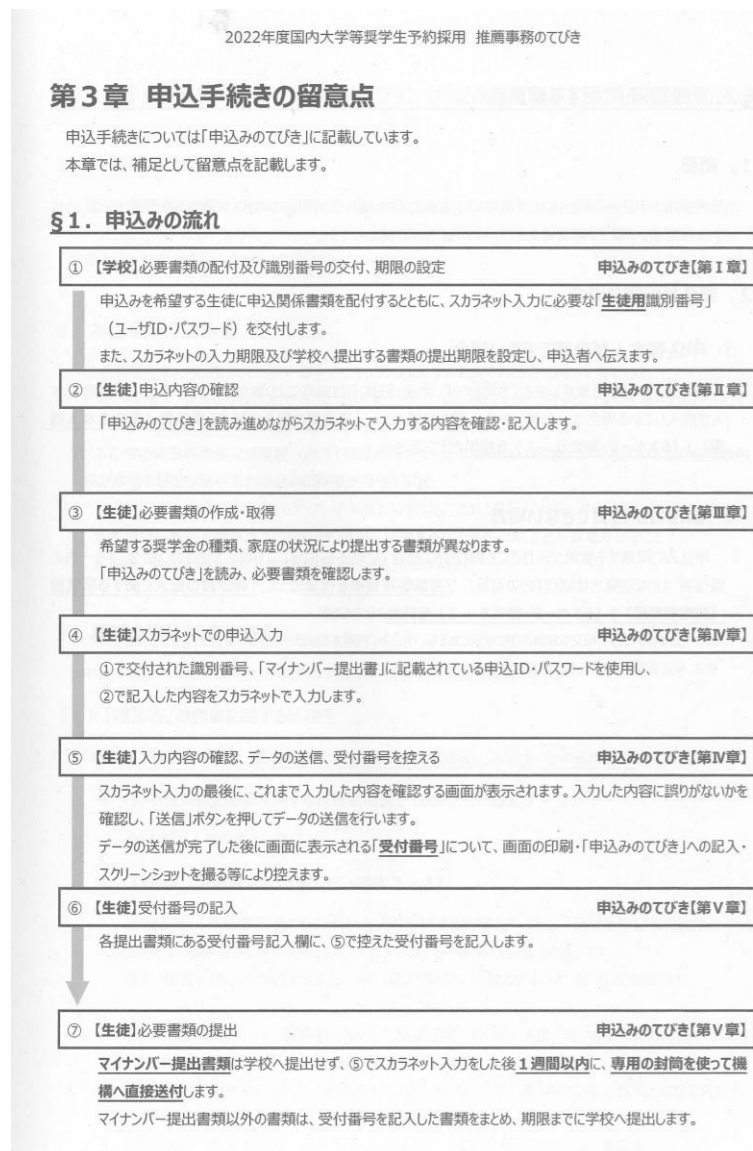 2022年度国内大学等奨学生予約採用 推薦事務のてびき
第3章 申込手続きの留意点
申込手続きについては「申込みのてびき」に記載しています。
本章では、補足として留意点を記載します。
§1．申込みの流れ
① 【学校】必要書類の配付及び識別番号の交付、期限の設定 申込みのてびき【第Ⅰ章】
申込みを希望する生徒に申込関係書類を配付するとともに、スカラネット入力に必要な「生徒用識別番号」
（ユーザID・パスワード）を交付します。
また、スカラネットの入力期限及び学校へ提出する書類の提出期限を設定し、申込者へ伝えます。
② 【生徒】申込内容の確認 申込みのてびき【第Ⅱ章】
「申込みのてびき」を読み進めながらスカラネットで入力する内容を確認・記入します。
③ 【生徒】必要書類の作成・取得 申込みのてびき【第Ⅲ章】
希望する奨学金の種類、家庭の状況により提出する書類が異なります。
「申込みのてびき」を読み、必要書類を確認します。
④ 【生徒】スカラネットでの申込入力 申込みのてびき【第Ⅳ章】
①で交付された識別番号、「マイナンバー提出書」に記載されている申込ID・パスワードを使用し、
②で記入した内容をスカラネットで入力します。
⑤ 【生徒】入力内容の確認、データの送信、受付番号を控える 申込みのてびき【第Ⅳ章】
スカラネット入力の最後に、これまで入力した内容を確認する画面が表示されます。入力した内容に誤りがないかを
確認し、「送信」ボタンを押してデータの送信を行います。
データの送信が完了した後に画面に表示される「受付番号」について、画面の印刷・「申込みのてびき」への記入・
スクリーンショットを撮る等により控えます。
⑥ 【生徒】受付番号の記入 申込みのてびき【第Ⅴ章】
各提出書類にある受付番号記入欄に、⑤で控えた受付番号を記入します。
⑦ 【生徒】必要書類の提出 申込みのてびき【第Ⅴ章】
マイナンバー提出書類は学校へ提出せず、⑤でスカラネット入力をした後1週間以内に、専用の封筒を使って機
構へ直接送付します。
マイナンバー提出書類以外の書類は、受付番号を記入した書類をまとめ、期限までに学校へ提出します。